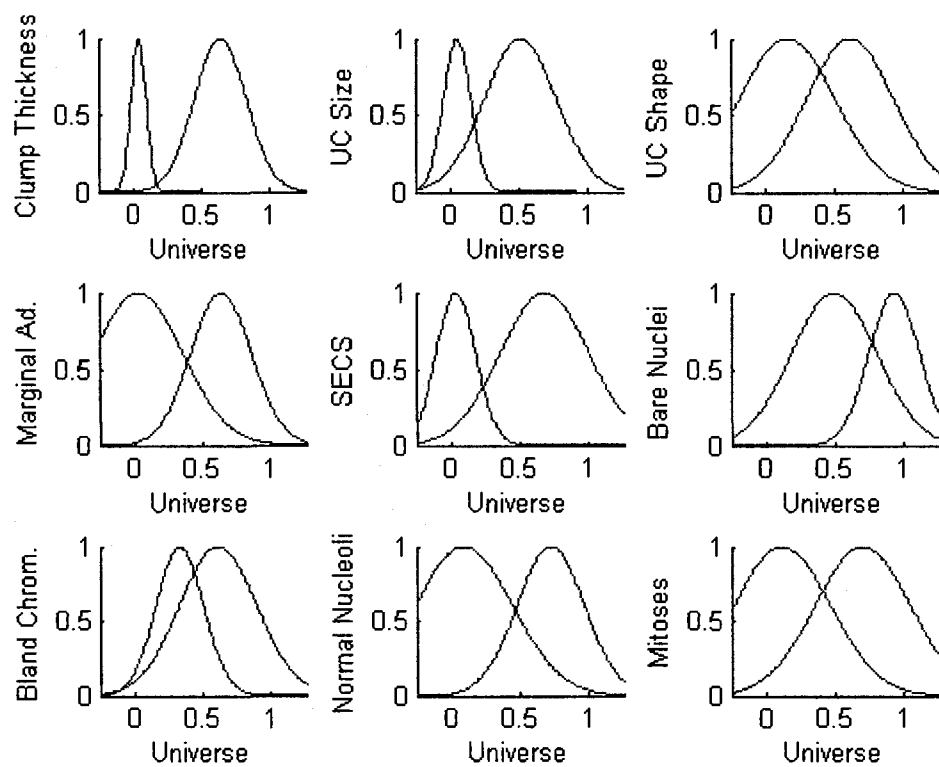 Clump Thickness
1
0.5
0
0 0.5 1
Universe
UC Size
1
0.5
0
0 0.5 1
Universe
UC Shape
1
0.5
0
0 0.5 1
Universe
Marginal Ad.
1
0.5
0
0 0.5 1
Universe
SECS
1
0.5
0
0 0.5 1
Universe
Bare Nuclei
1
0.5
0
0 0.5 1
Universe
Bland Chrom.
1
0.5
0
0 0.5 1
Universe
Normal Nucleoli
1
0.5
0
0 0.5 1
Universe
Mitoses
1
0.5
0
0 0.5 1
Universe